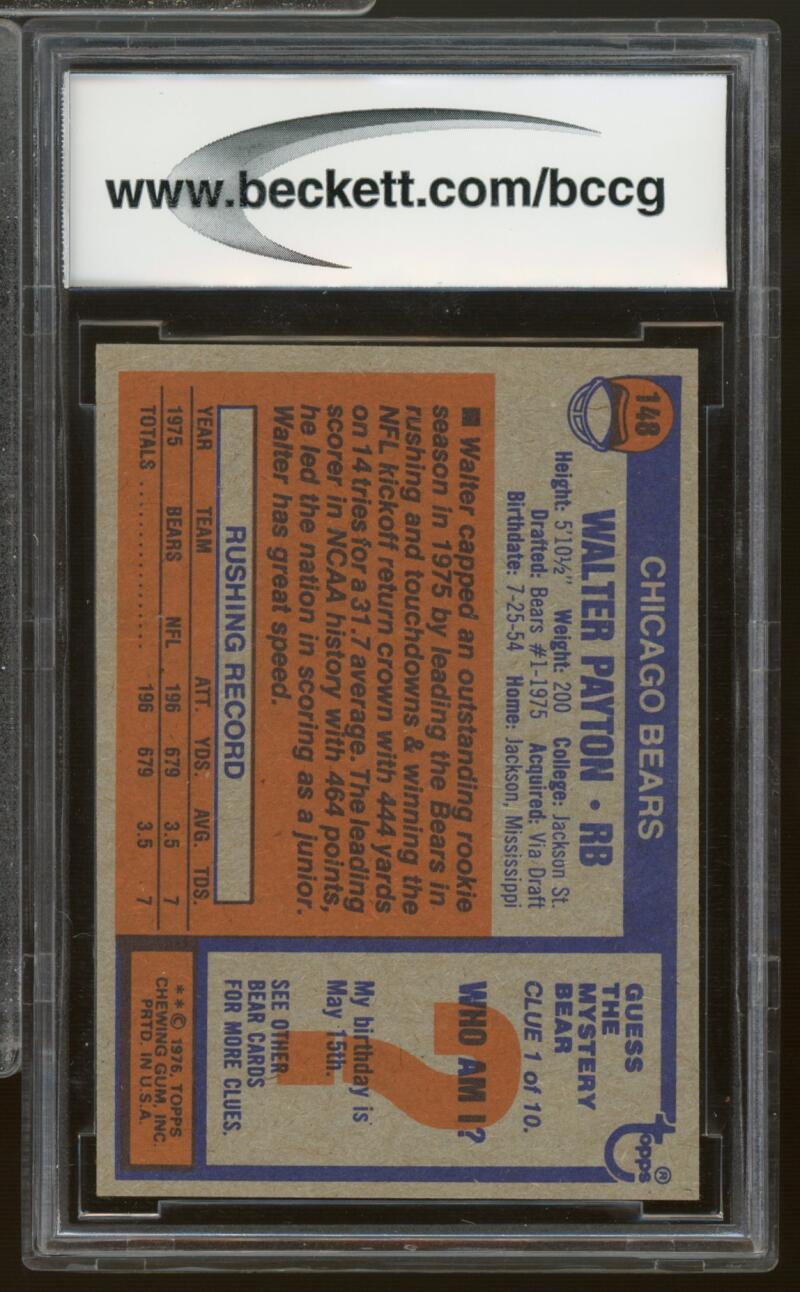 www.beckett.com/bccg
148
CHICAGO BEARS
WALTER PAYTON • RB
Height: 5'10½" Weight: 200 College: Jackson St.
Drafted: Bears #1-1975 Acquired: Via Draft
Birthdate: 7-25-54 Home: Jackson, Mississippi
■ Walter capped an outstanding rookie
season in 1975 by leading the Bears in
rushing and touchdowns & winning the
NFL kickoff return crown with 444 yards
on 14 tries for a 31.7 average. The leading
scorer in NCAA history with 464 points,
he led the nation in scoring as a junior.
Walter has great speed.
RUSHING RECORD
YEAR TEAM ATT. YDS. AVG. TDS.
1975 BEARS NFL 196 679 3.5 7
TOTALS .................... 196 679 3.5 7
topps®
GUESS
THE
MYSTERY
BEAR
CLUE 1 of 10.
WHO AM I?
?
My birthday is
May 15th.
SEE OTHER
BEAR CARDS
FOR MORE CLUES.
**© 1976, TOPPS
CHEWING GUM, INC.
PRTD. IN U.S.A.